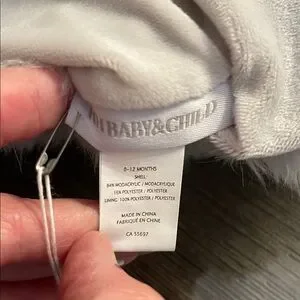 BABY&CHILD
0-12 MONTHS
SHELL
84% MODACRYLIC / MODACRYLIQUE
16% POLYESTER / POLYESTER
LINING: 100% POLYESTER / POLYESTER
MADE IN CHINA
FABRIQUÉ EN CHINE
CA 55697